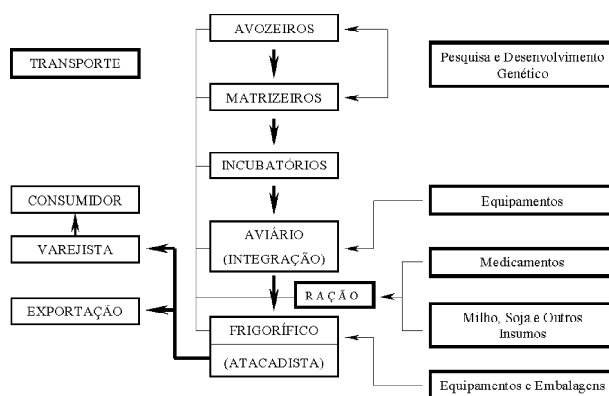 AVOZEIROS
TRANSPORTE
Pesquisa e Desenvolvimento
Genético
MATRIZEIROS
INCUBATÓRIOS
CONSUMIDOR
Equipamentos
VAREJISTA
AVIÁRIO
(INTEGRAÇÃO)
Medicamentos
RAÇÃO
EXPORTAÇÃO
FRIGORÍFICO
(ATACADISTA)
Milho, Soja e Outros
Insumos
Equipamentos e Embalagens